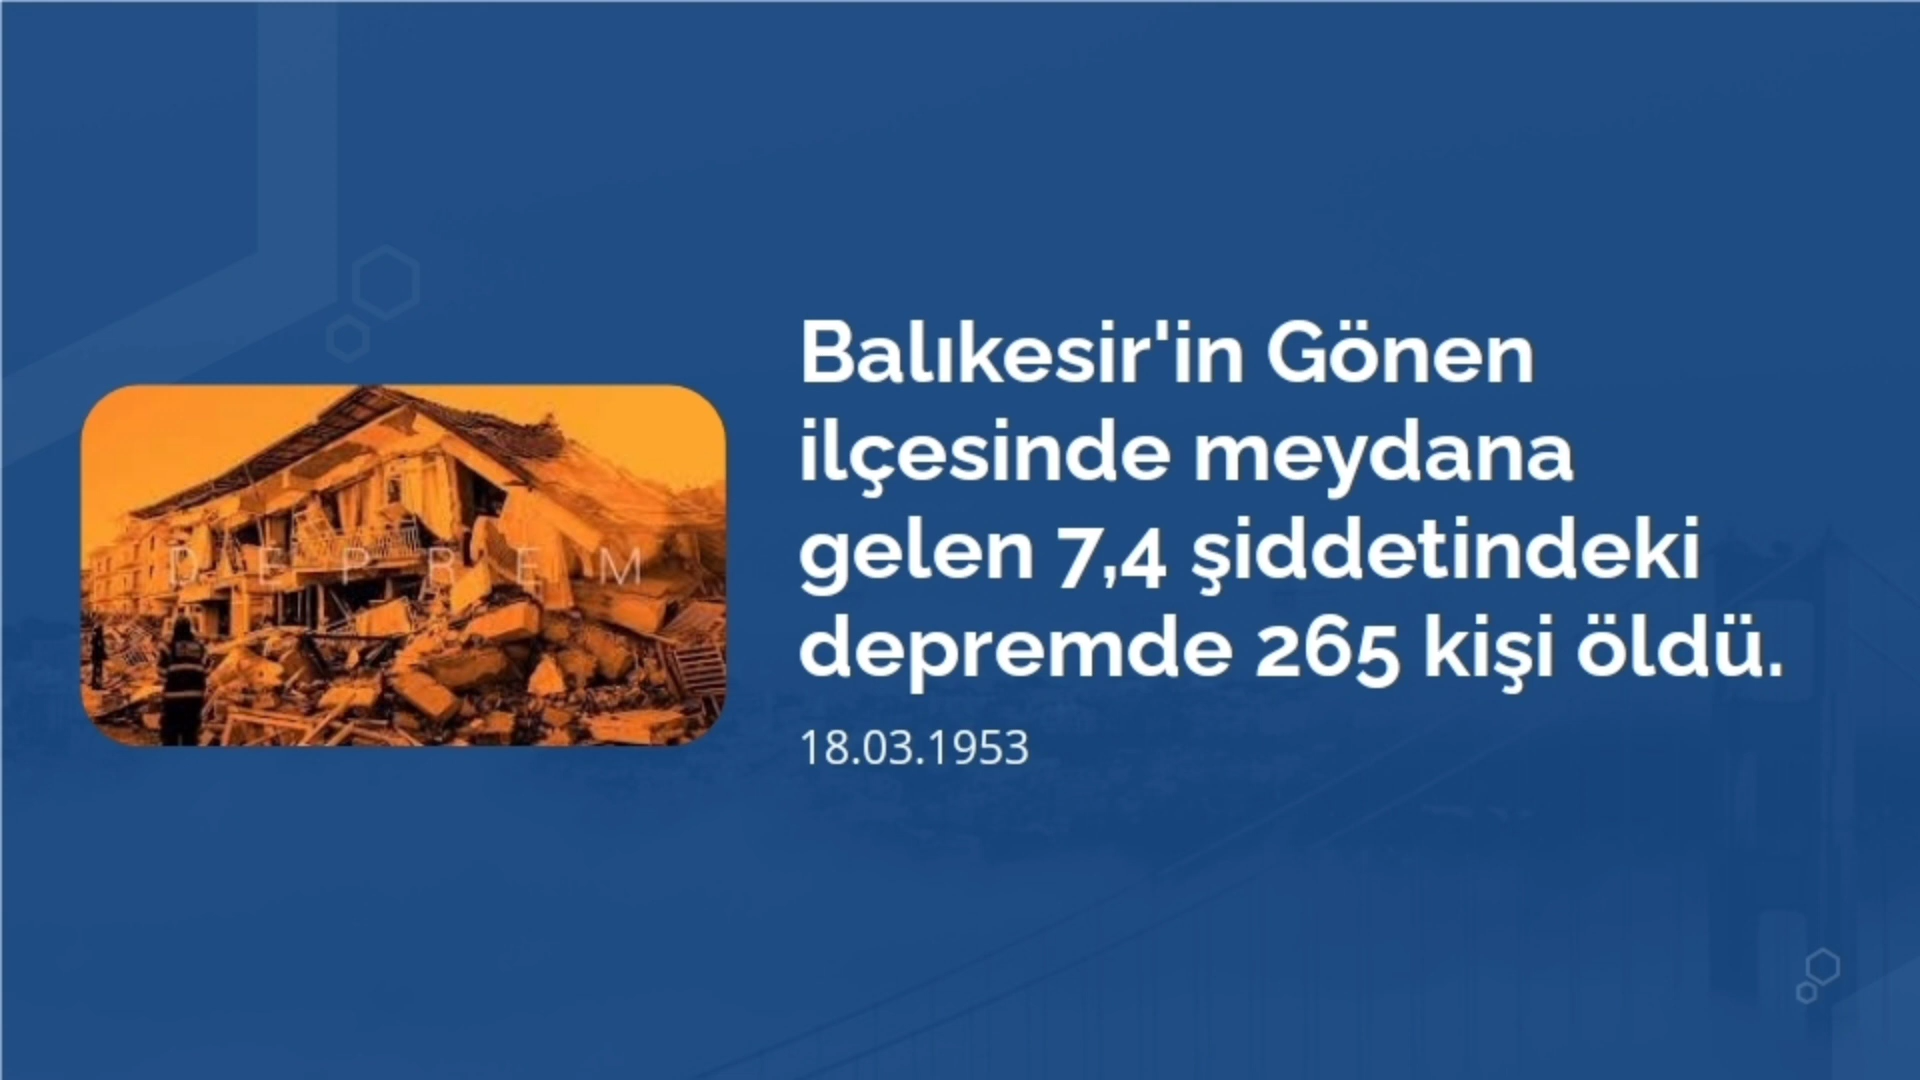 Balıkesir'in Gönen
ilçesinde meydana
gelen 7,4 şiddetindeki
depremde 265 kişi öldü.
18.03.1953
DEPREM